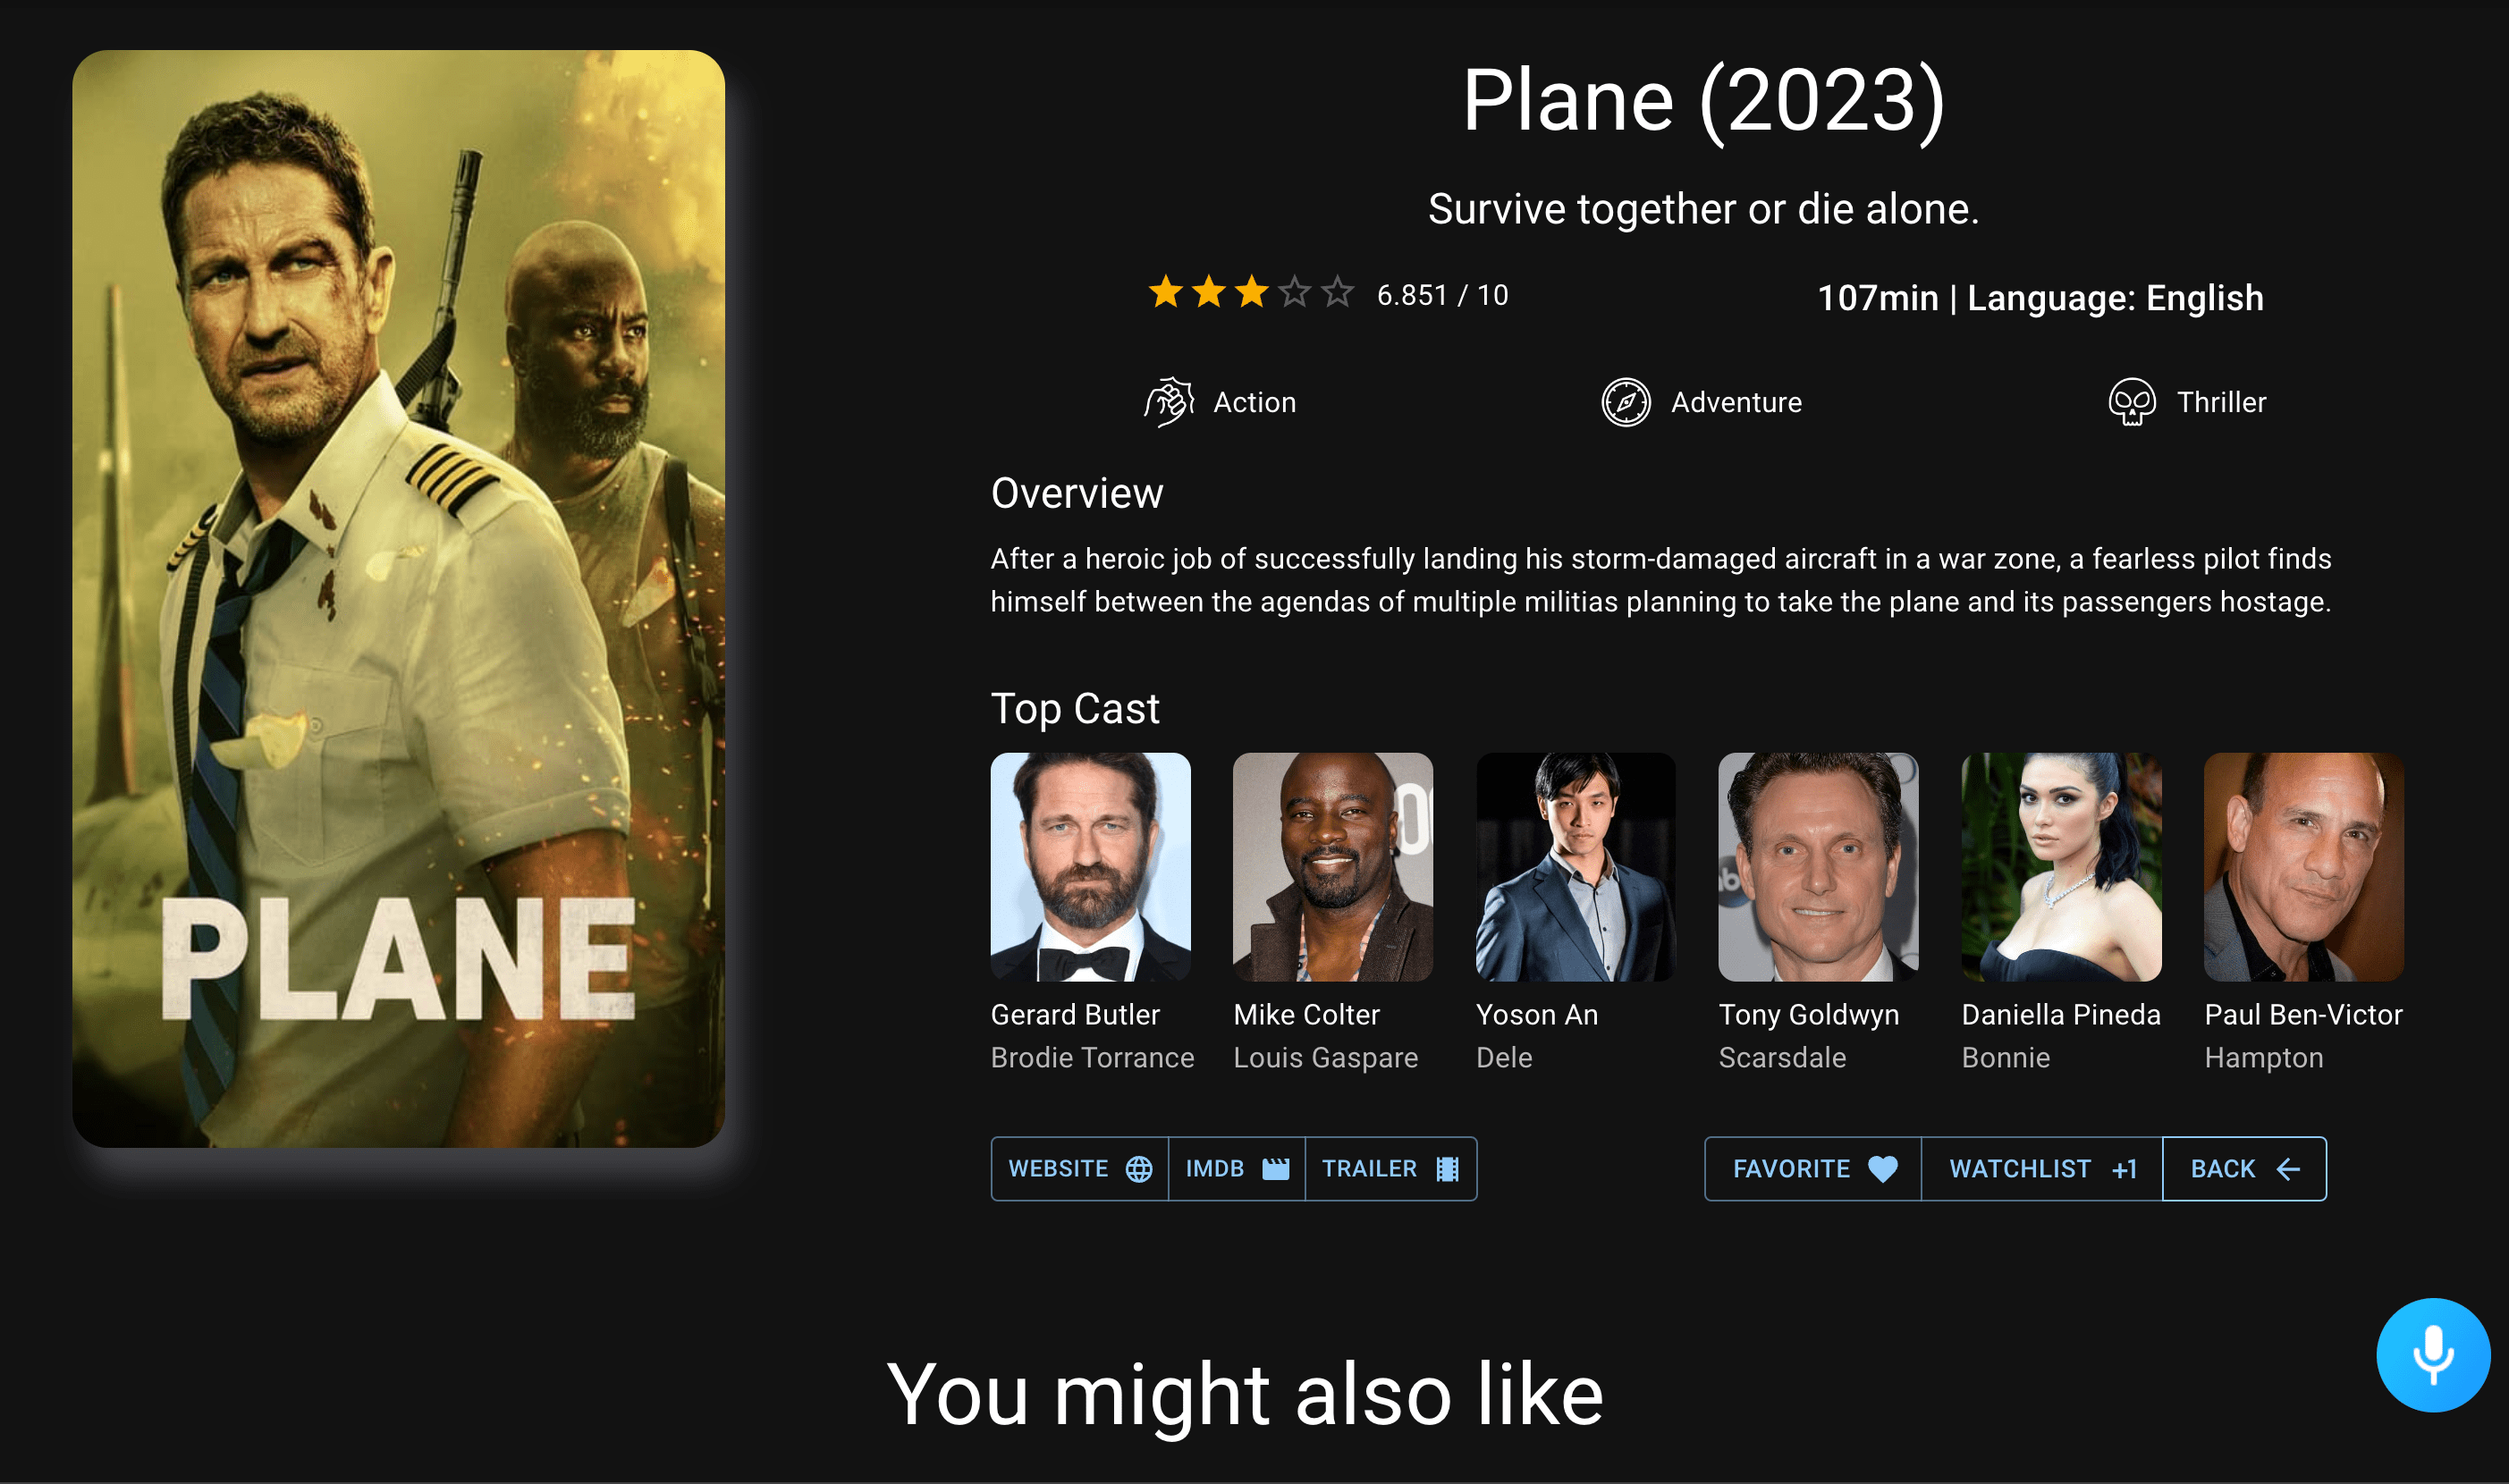 PLANE
Plane (2023)
Survive together or die alone.
6.851 / 10
107min | Language: English
Action
Adventure
Thriller
Overview
After a heroic job of successfully landing his storm-damaged aircraft in a war zone, a fearless pilot finds
himself between the agendas of multiple militias planning to take the plane and its passengers hostage.
Top Cast
Gerard Butler
Brodie Torrance
Mike Colter
Louis Gaspare
Yoson An
Dele
Tony Goldwyn
Scarsdale
Daniella Pineda
Bonnie
Paul Ben-Victor
Hampton
WEBSITE
IMDB
TRAILER
FAVORITE
WATCHLIST +1
BACK
You might also like